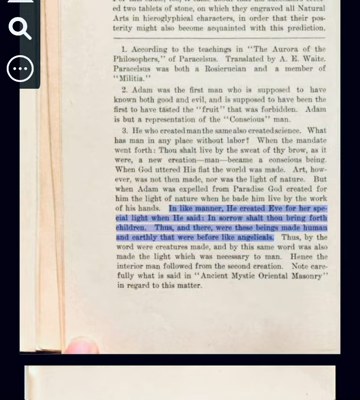 ed two tablets of stone, on which they engraved all Natural
Arts in hieroglyphical characters, in order that their pos-
terity might also become acquainted with this prediction.
1. According to the teachings in "The Aurora of the
Philosophers," of Paracelsus. Translated by A. E. Waite.
Paracelsus was both a Rosicrucian and a member of
"Militia."
2. Adam was the first man who is supposed to have
known both good and evil, and is supposed to have been the
first to have tasted the "fruit" that was forbidden. Adam
is but a representation of the "Conscious" man.
3. He who created man the same also created science. What
has man in any place without labor? When the mandate
went forth: Thou shalt live by the sweat of thy brow, as it
were, a new creation—man—became a conscious being.
When God uttered His fiat the world was made. Art, how-
ever, was not thus made, nor was the light of nature. But
when Adam was expelled from Paradise God created for
him the light of nature when he bade him live by the work
of his hands. In like manner, He created Eve for her spe-
cial light when He said: In sorrow shalt thou bring forth
children. Thus, and there, were these beings made human
and earthly that were before like angelicals. Thus, by the
word were creatures made, and by this same word was also
made the light which was necessary to man. Hence the
interior man followed from the second creation. Note care-
fully what is said in "Ancient Mystic Oriental Masonry"
in regard to this matter.